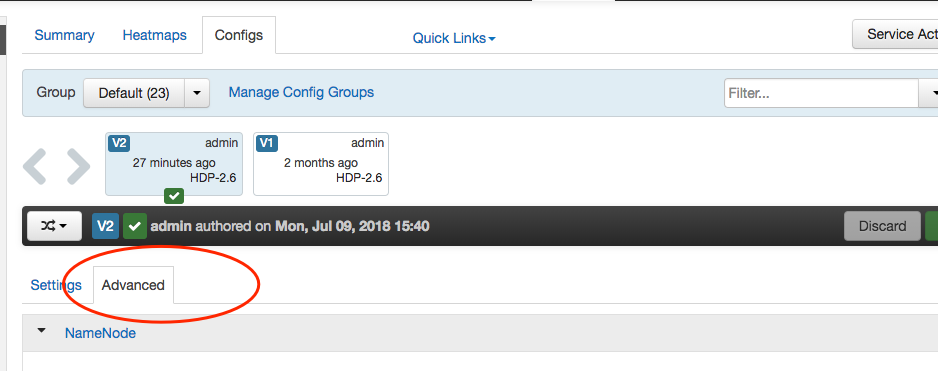 Summary Heatmaps Configs Quick Links Service Act
Group Default (23) Manage Config Groups Filter...
V2 admin V1 admin
27 minutes ago 2 months ago
HDP-2.6 HDP-2.6
V2 admin authored on Mon, Jul 09, 2018 15:40 Discard
Settings Advanced
NameNode